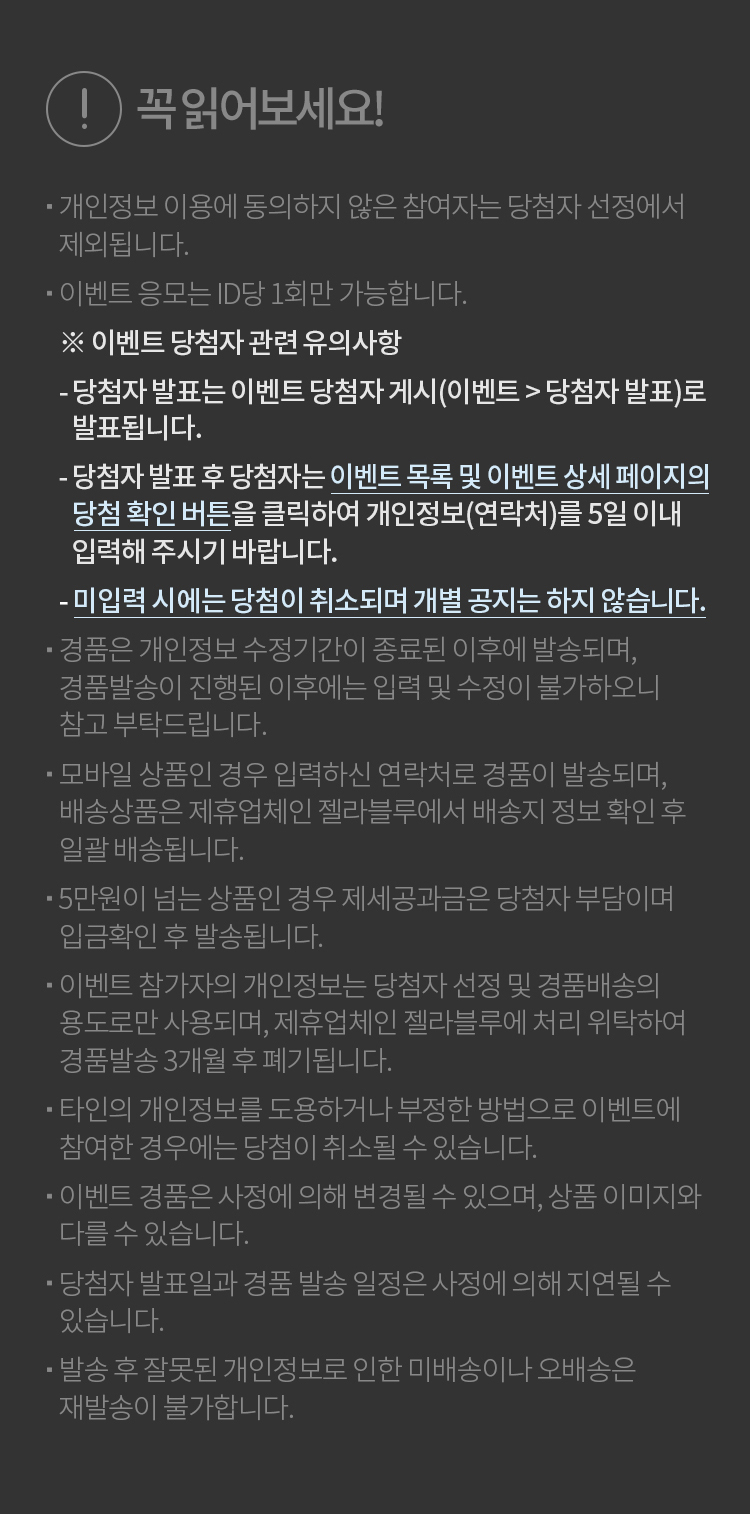 꼭 읽어보세요!
· 개인정보 이용에 동의하지 않은 참여자는 당첨자 선정에서
제외됩니다.
· 이벤트 응모는 ID당 1회만 가능합니다.
※ 이벤트 당첨자 관련 유의사항
- 당첨자 발표는 이벤트 당첨자 게시(이벤트 > 당첨자 발표)로
발표됩니다.
- 당첨자 발표 후 당첨자는 이벤트 목록 및 이벤트 상세 페이지의
당첨 확인 버튼을 클릭하여 개인정보(연락처)를 5일 이내
입력해 주시기 바랍니다.
- 미입력 시에는 당첨이 취소되며 개별 공지는 하지 않습니다.
· 경품은 개인정보 수정기간이 종료된 이후에 발송되며,
경품발송이 진행된 이후에는 입력 및 수정이 불가하오니
참고 부탁드립니다.
· 모바일 상품인 경우 입력하신 연락처로 경품이 발송되며,
배송상품은 제휴업체인 젤라블루에서 배송지 정보 확인 후
일괄 배송됩니다.
· 5만원이 넘는 상품인 경우 제세공과금은 당첨자 부담이며
입금확인 후 발송됩니다.
· 이벤트 참가자의 개인정보는 당첨자 선정 및 경품배송의
용도로만 사용되며, 제휴업체인 젤라블루에 처리 위탁하여
경품발송 3개월 후 폐기됩니다.
· 타인의 개인정보를 도용하거나 부정한 방법으로 이벤트에
참여한 경우에는 당첨이 취소될 수 있습니다.
· 이벤트 경품은 사정에 의해 변경될 수 있으며, 상품 이미지와
다를 수 있습니다.
· 당첨자 발표일과 경품 발송 일정은 사정에 의해 지연될 수
있습니다.
· 발송 후 잘못된 개인정보로 인한 미배송이나 오배송은
재발송이 불가합니다.